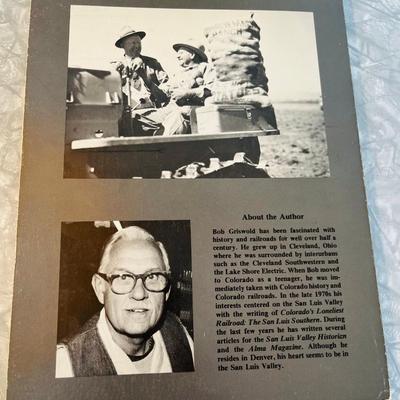 About the Author
Bob Griswold has been fascinated with
history and railroads for well over half a
century. He grew up in Cleveland, Ohio
where he was surrounded by interurbans
such as the Cleveland Southwestern and
the Lake Shore Electric. When Bob moved
to Colorado as a teenager, he was im-
mediately taken with Colorado history and
Colorado railroads. In the late 1970s his
interests centered on the San Luis Valley
with the writing of Colorado's Loneliest
Railroad: The San Luis Southern. During
the last few years he has written several
articles for the San Luis Valley Historian
and the Alma Magazine. Although he
resides in Denver, his heart seems to be in
the San Luis Valley.